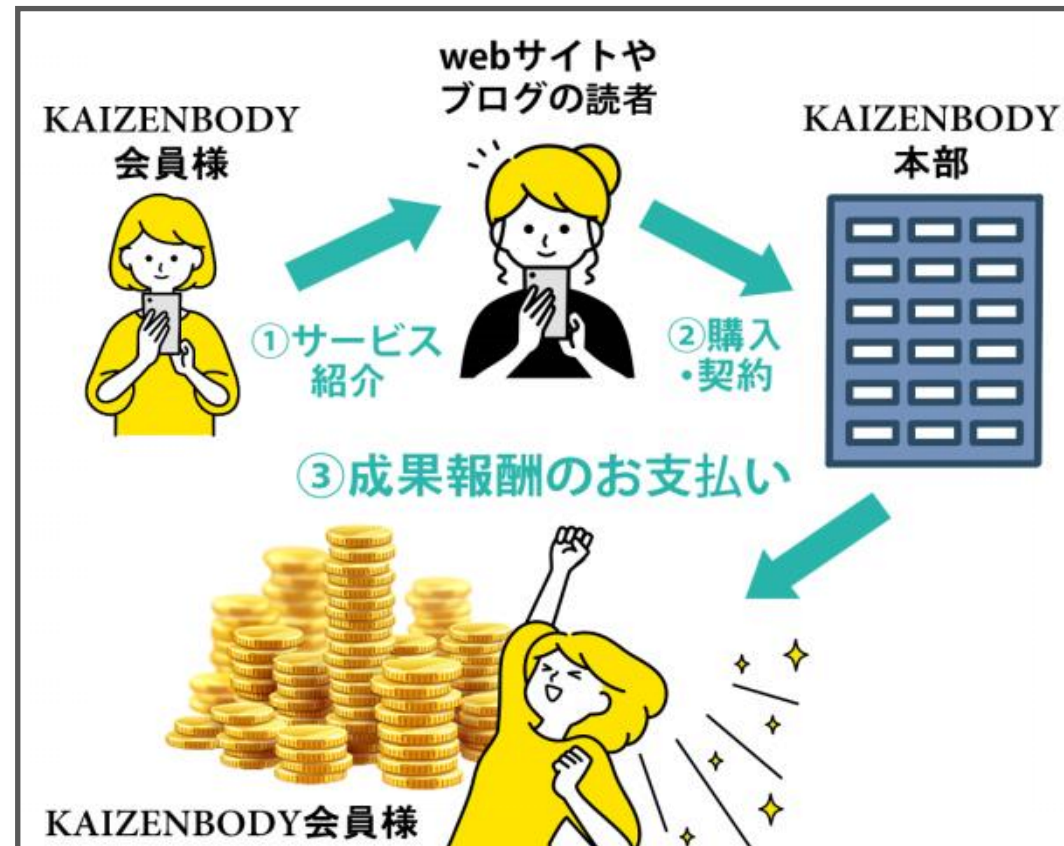 webサイトや
ブログの読者
KAIZENBODY
会員様
KAIZENBODY
本部
①サービス
紹介
②購入
・契約
③成果報酬のお支払い
KAIZENBODY会員様